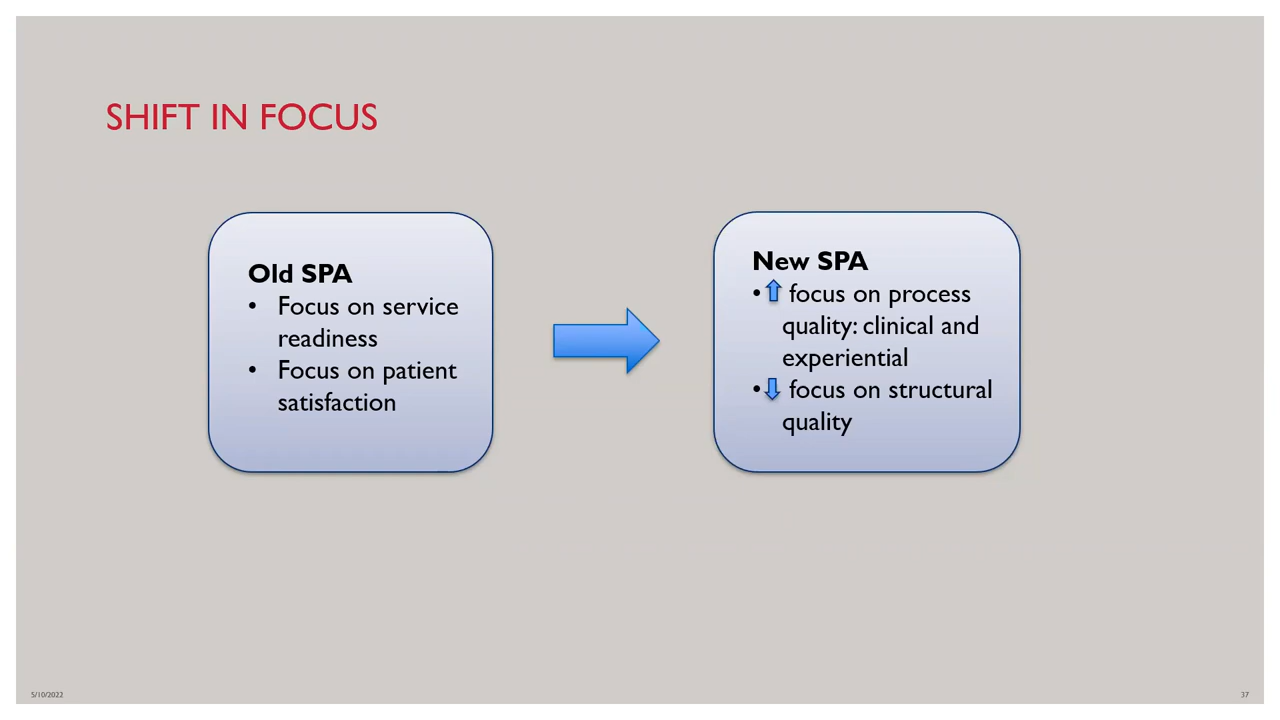 SHIFT IN FOCUS
Old SPA
• Focus on service
readiness
• Focus on patient
satisfaction
New SPA
• focus on process
quality: clinical and
experiential
• focus on structural
quality
5/10/2022
37